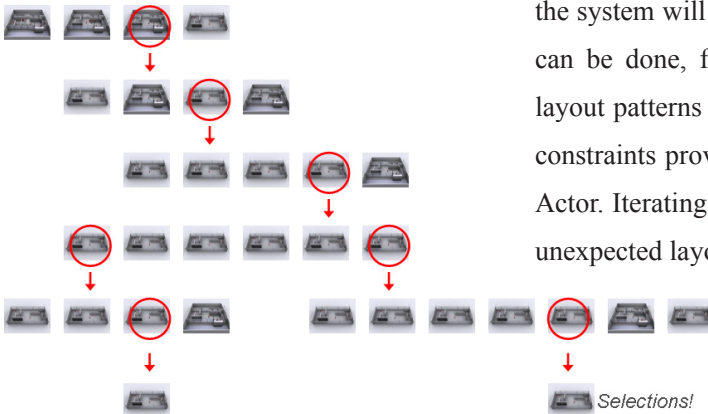 the system will
can be done, f
layout patterns
constraints prov
Actor. Iterating
unexpected layo
Selections!